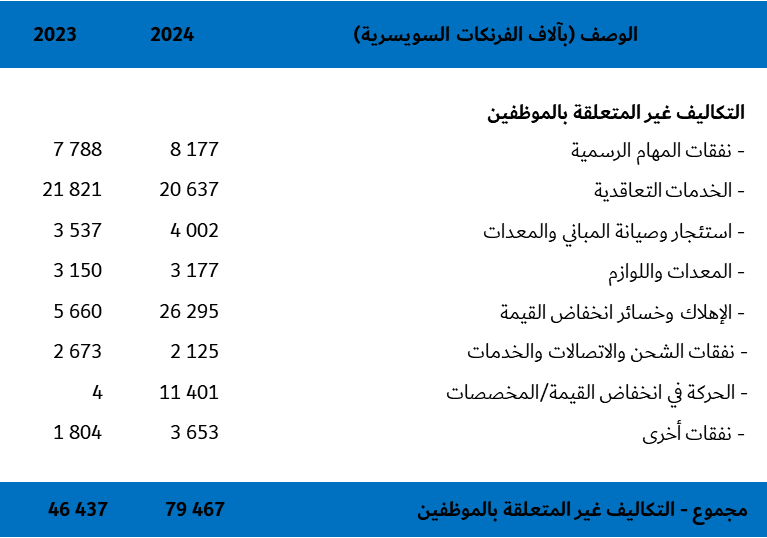 الوصف (بآلاف الفرنكات السويسرية) 2024 2023
التكاليف غير المتعلقة بالموظفين
- نفقات المهام الرسمية 8 177 7 788
- الخدمات التعاقدية 20 637 21 821
- استئجار وصيانة المباني والمعدات 4 002 3 537
- المعدات واللوازم 3 177 3 150
- الإهلاك وخسائر انخفاض القيمة 26 295 5 660
- نفقات الشحن والاتصالات والخدمات 2 125 2 673
- الحركة في انخفاض القيمة/المخصصات 11 401 4
- نفقات أخرى 3 653 1 804
مجموع - التكاليف غير المتعلقة بالموظفين 79 467 46 437